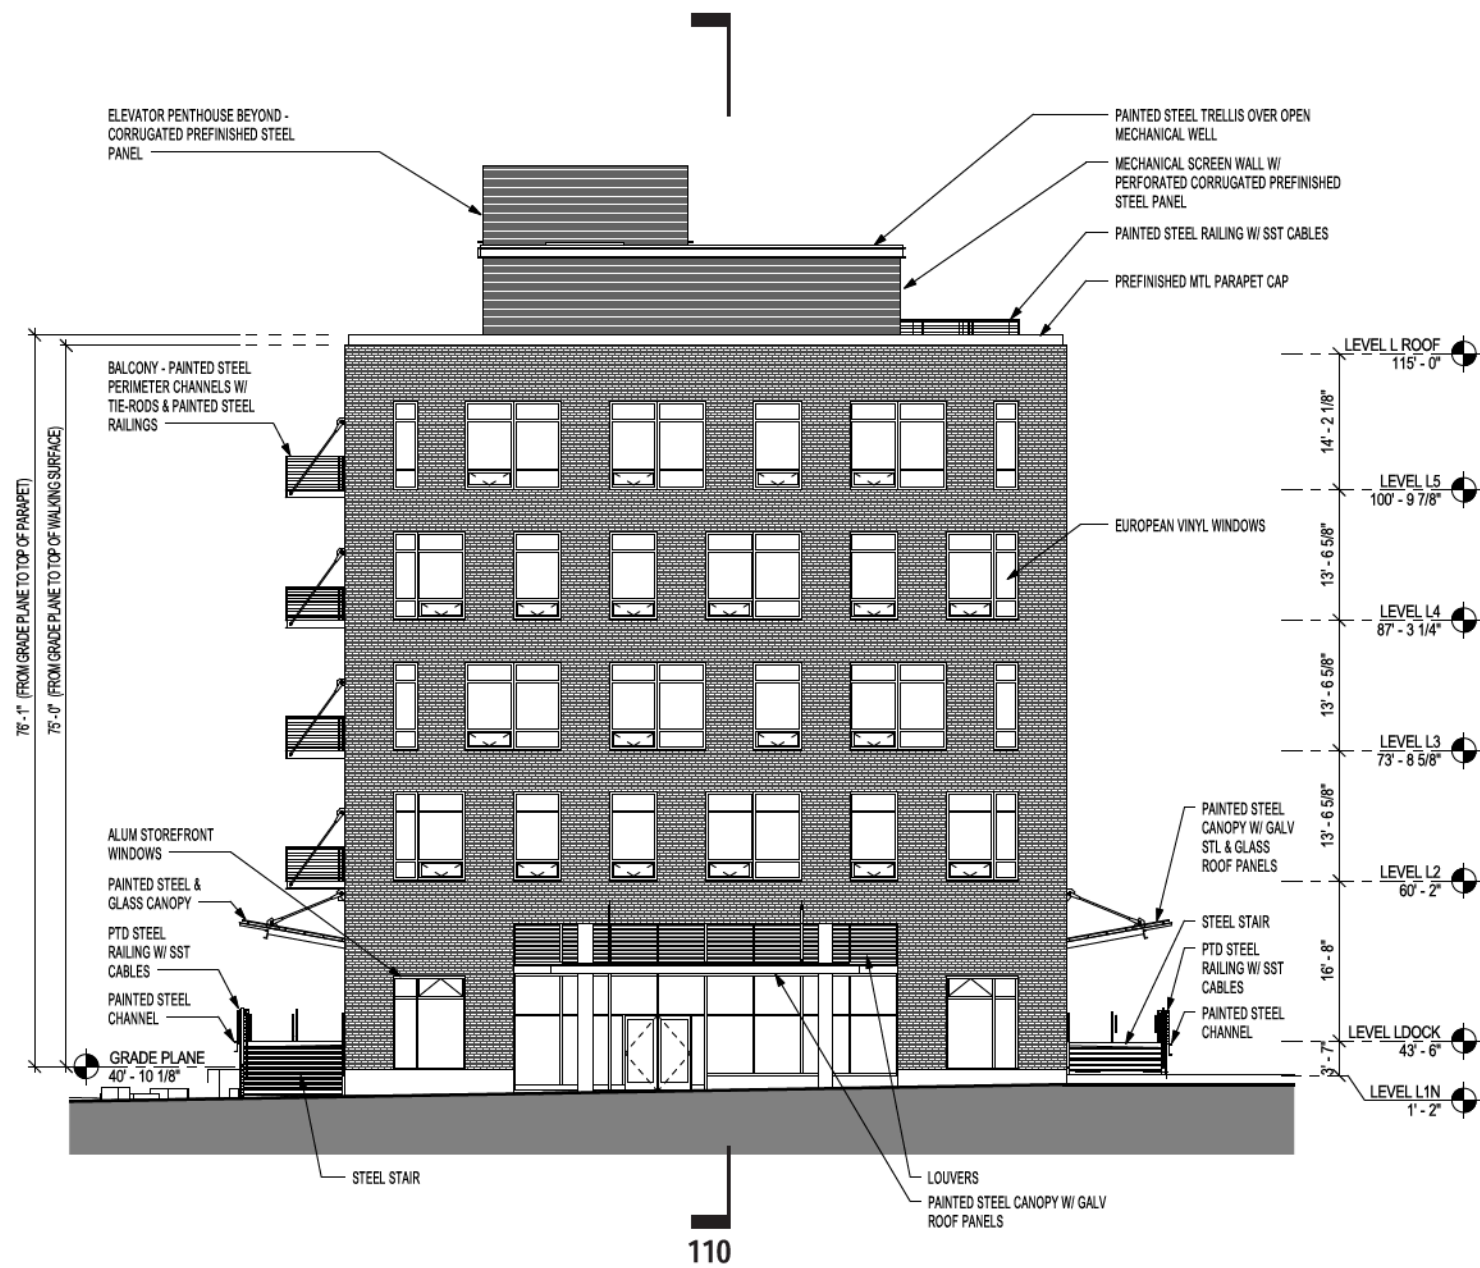 ELEVATOR PENTHOUSE BEYOND -
CORRUGATED PREFINISHED STEEL
PANEL
PAINTED STEEL TRELLIS OVER OPEN
MECHANICAL WELL
MECHANICAL SCREEN WALL W/
PERFORATED CORRUGATED PREFINISHED
STEEL PANEL
PAINTED STEEL RAILING W/ SST CABLES
PREFINISHED MTL PARAPET CAP
76'-1" (FROM GRADE PLANE TO TOP OF PARAPET)
75'-0" (FROM GRADE PLANE TO TOP OF WALKING SURFACE)
BALCONY - PAINTED STEEL
PERIMETER CHANNELS W/
TIE-RODS & PAINTED STEEL
RAILINGS
LEVEL L ROOF
115' - 0"
14' - 2 1/8"
LEVEL L5
100' - 9 7/8"
EUROPEAN VINYL WINDOWS
13' - 6 5/8"
LEVEL L4
87' - 3 1/4"
13' - 6 5/8"
LEVEL L3
73' - 8 5/8"
13' - 6 5/8"
LEVEL L2
60' - 2"
ALUM STOREFRONT
WINDOWS
PAINTED STEEL &
GLASS CANOPY
PTD STEEL
RAILING W/ SST
CABLES
PAINTED STEEL
CHANNEL
GRADE PLANE
40' - 10 1/8"
PAINTED STEEL
CANOPY W/ GALV
STL & GLASS
ROOF PANELS
STEEL STAIR
PTD STEEL
RAILING W/ SST
CABLES
PAINTED STEEL
CHANNEL
16' - 8"
LEVEL LDOCK
43' - 6"
3' - 7"
LEVEL L1N
1' - 2"
STEEL STAIR
LOUVERS
PAINTED STEEL CANOPY W/ GALV
ROOF PANELS
110